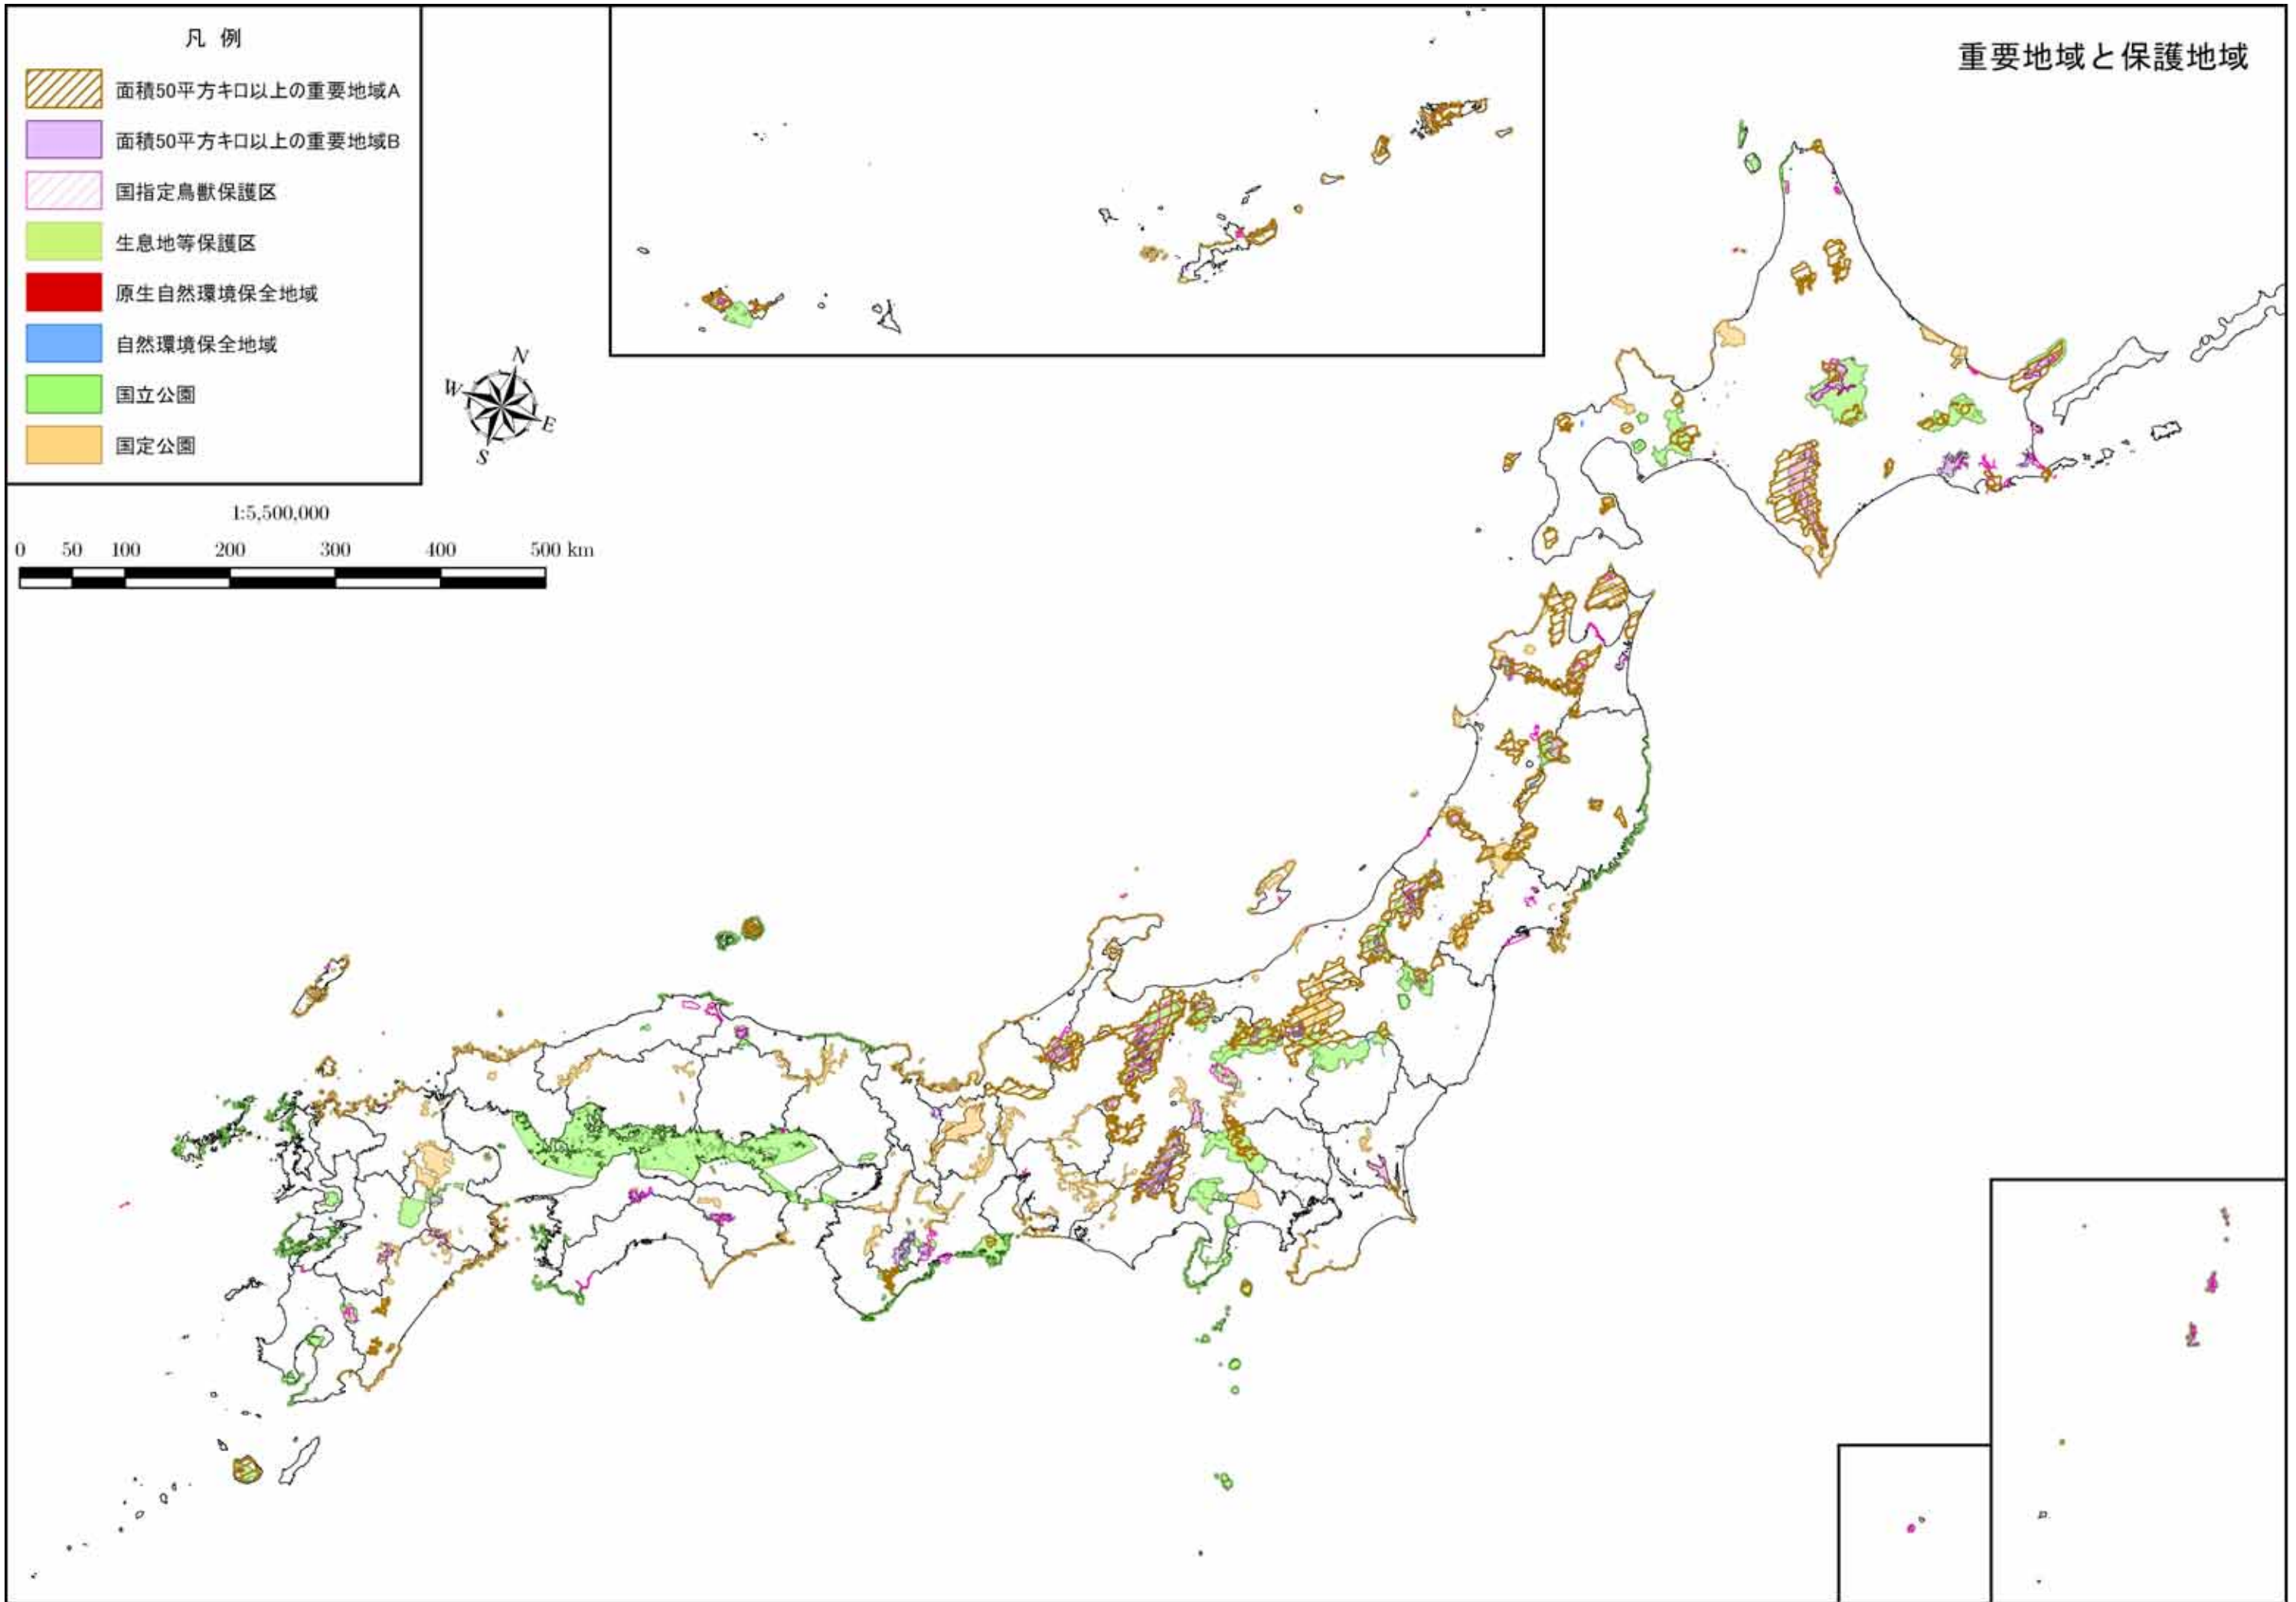 重要地域と保護地域
凡 例
面積50平方キロ以上の重要地域A
面積50平方キロ以上の重要地域B
国指定鳥獣保護区
生息地等保護区
原生自然環境保全地域
自然環境保全地域
国立公園
国定公園
N
W
E
S
1:5,500,000
0 50 100 200 300 400 500 km